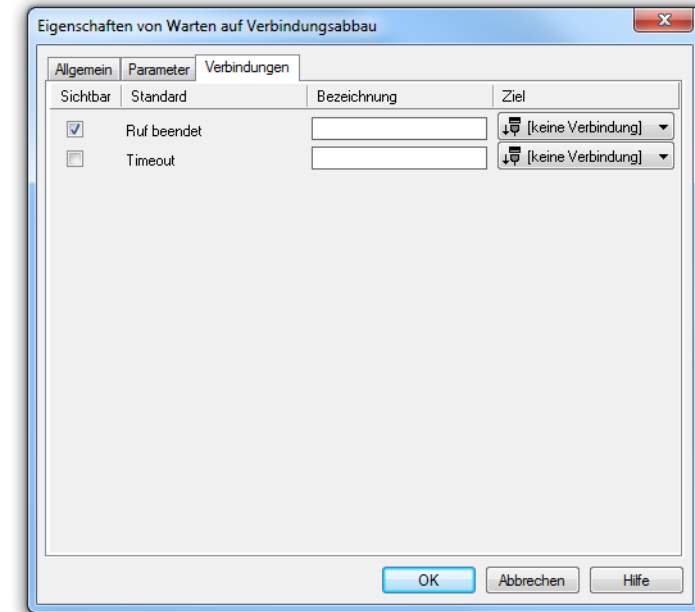 Eigenschaften von Warten auf Verbindungsabbau
Allgemein Parameter Verbindungen
Sichtbar Standard Bezeichnung Ziel
Ruf beendet [keine Verbindung]
Timeout [keine Verbindung]
OK Abbrechen Hilfe